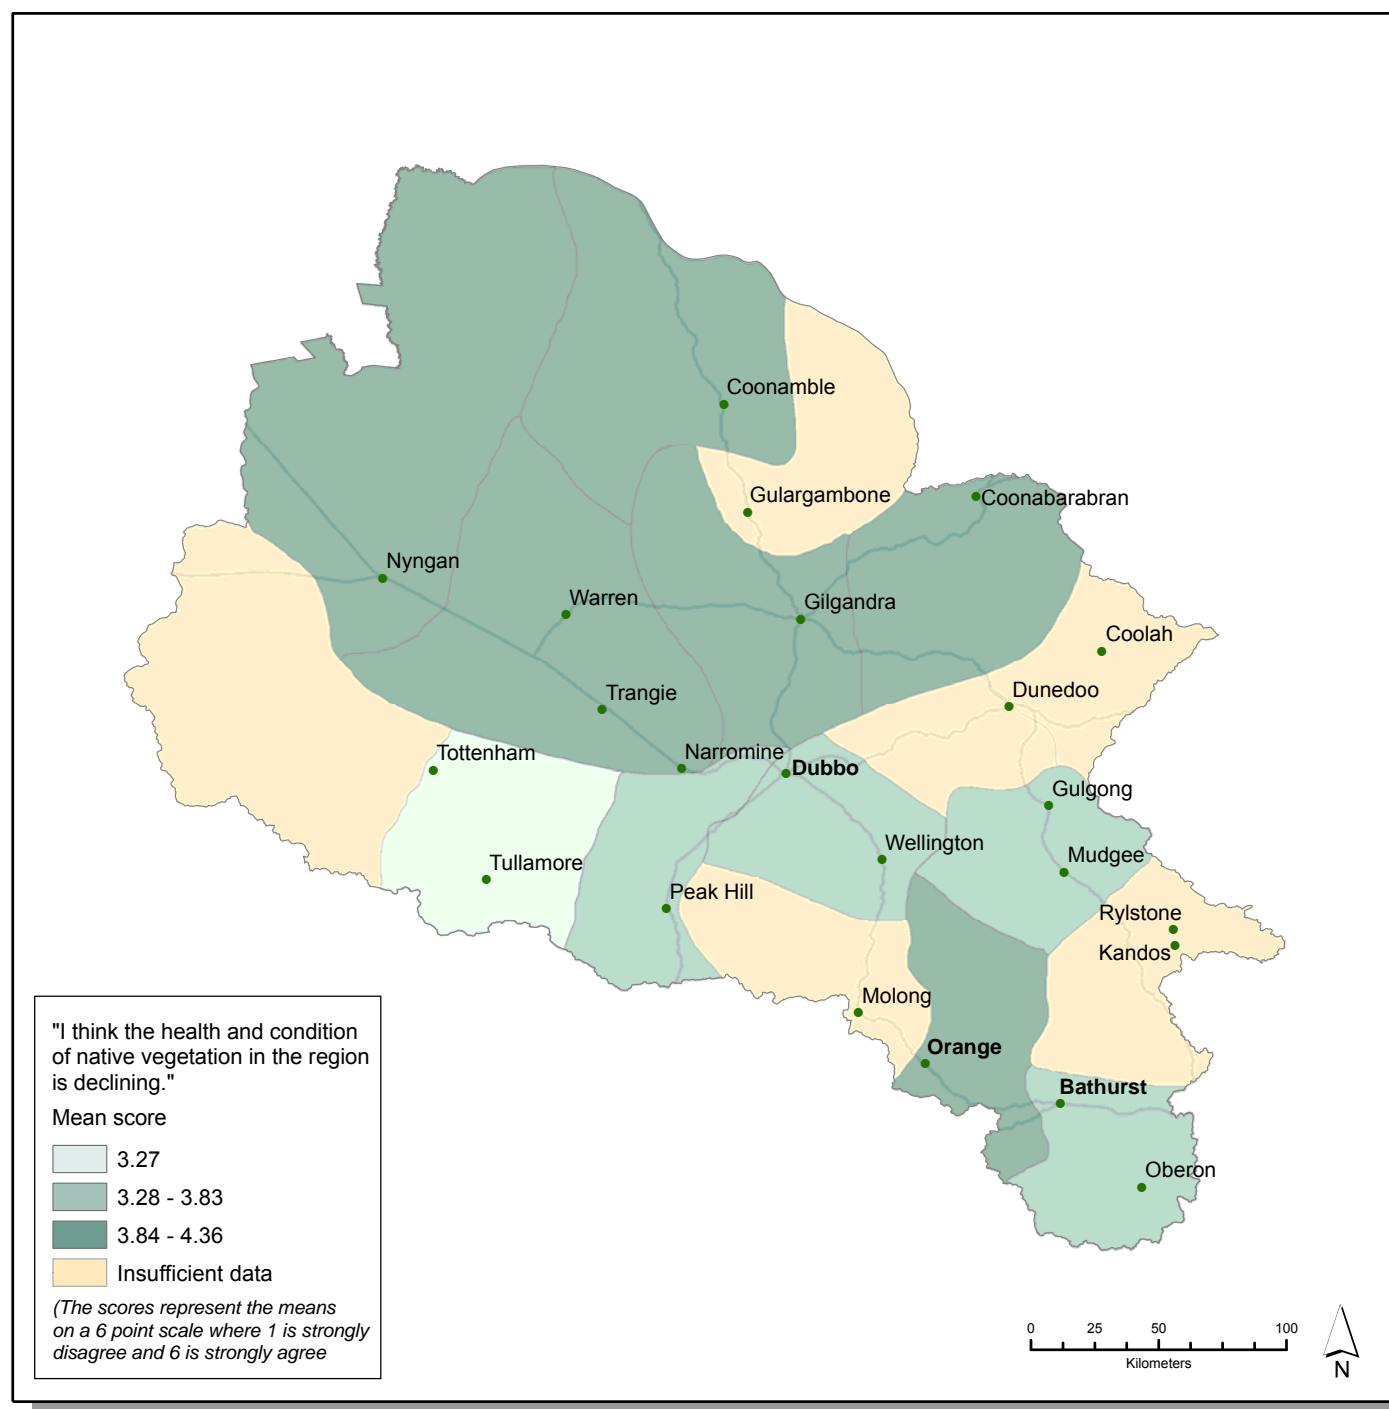 Coonamble
Gulargambone
Coonabarabran
Nyngan
Warren
Gilgandra
Coolah
Trangie
Dunedoo
Tottenham
Narromine
Dubbo
Gulgong
Wellington
Mudgee
Tullamore
Peak Hill
Rylstone
Kandos
Molong
Orange
Bathurst
Oberon
"I think the health and condition
of native vegetation in the region
is declining."
Mean score
3.27
3.28 - 3.83
3.84 - 4.36
Insufficient data
(The scores represent the means
on a 6 point scale where 1 is strongly
disagree and 6 is strongly agree
0 25 50 100
Kilometers
N